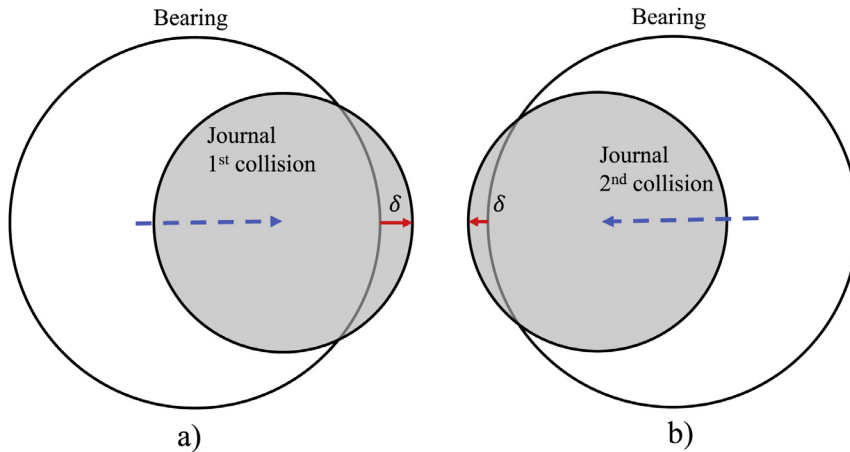 Bearing
Journal
1st collision
δ
a)
Bearing
Journal
2nd collision
δ
b)